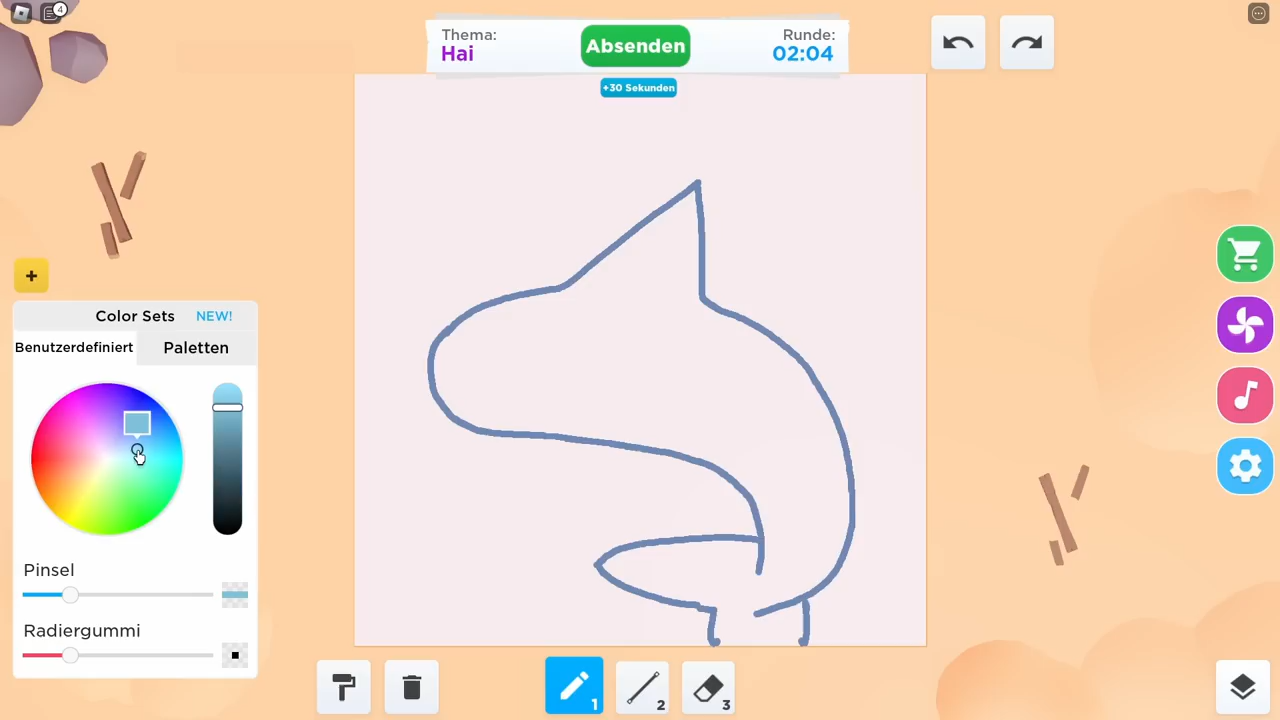 4
Thema:
Hai
Absenden
Runde:
02:04
+30 Sekunden
+
Color Sets NEW!
Benutzerdefiniert Paletten
Pinsel
Radiergummi
1
2
3